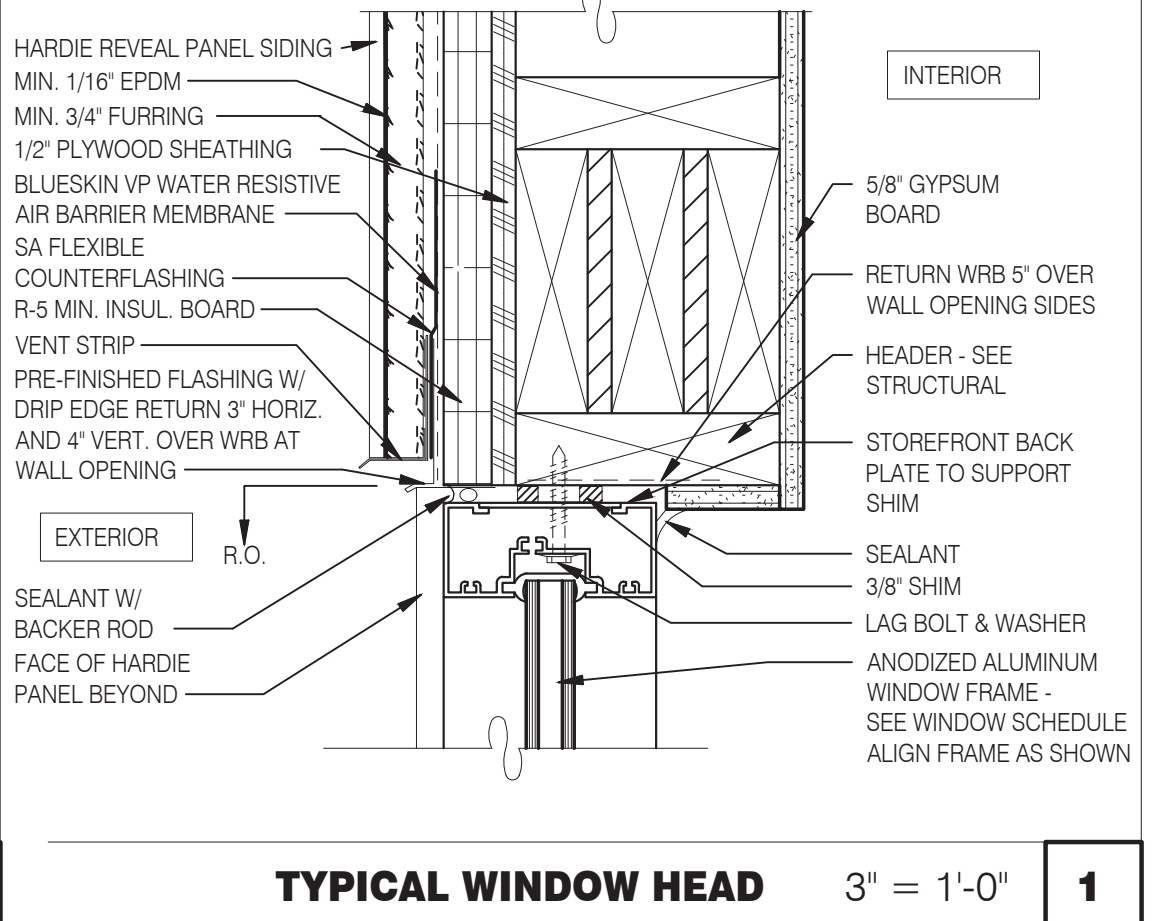 HARDIE REVEAL PANEL SIDING
MIN. 1/16" EPDM
MIN. 3/4" FURRING
1/2" PLYWOOD SHEATHING
BLUESKIN VP WATER RESISTIVE
AIR BARRIER MEMBRANE
SA FLEXIBLE
COUNTERFLASHING
R-5 MIN. INSUL. BOARD
VENT STRIP
PRE-FINISHED FLASHING W/
DRIP EDGE RETURN 3" HORIZ.
AND 4" VERT. OVER WRB AT
WALL OPENING
EXTERIOR
R.O.
SEALANT W/
BACKER ROD
FACE OF HARDIE
PANEL BEYOND
INTERIOR
5/8" GYPSUM
BOARD
RETURN WRB 5" OVER
WALL OPENING SIDES
HEADER - SEE
STRUCTURAL
STOREFRONT BACK
PLATE TO SUPPORT
SHIM
SEALANT
3/8" SHIM
LAG BOLT & WASHER
ANODIZED ALUMINUM
WINDOW FRAME -
SEE WINDOW SCHEDULE
ALIGN FRAME AS SHOWN
TYPICAL WINDOW HEAD 3" = 1'-0" 1